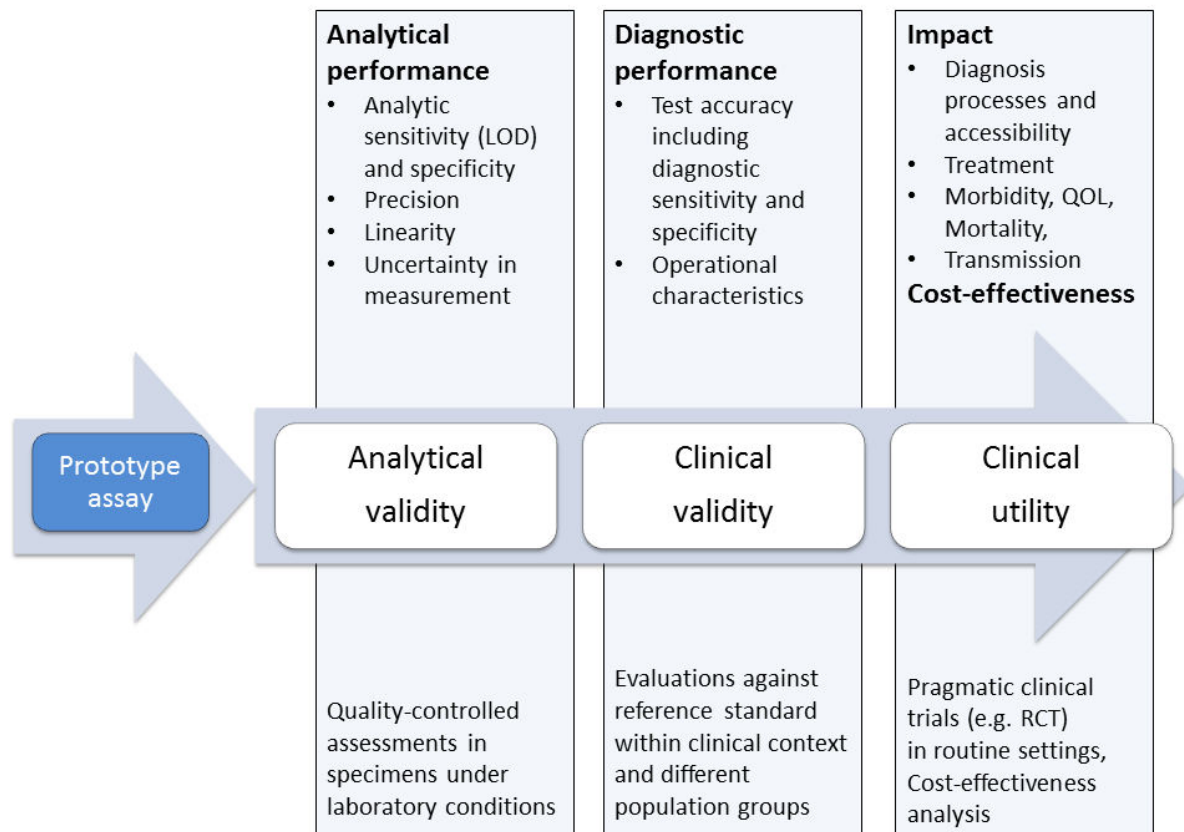 Analytical
performance
• Analytic
sensitivity (LOD)
and specificity
• Precision
• Linearity
• Uncertainty in
measurement
Diagnostic
performance
• Test accuracy
including
diagnostic
sensitivity and
specificity
• Operational
characteristics
Impact
• Diagnosis
processes and
accessibility
• Treatment
• Morbidity, QOL,
Mortality,
• Transmission
Cost-effectiveness
Prototype
assay
Analytical
validity
Clinical
validity
Clinical
utility
Quality-controlled
assessments in
specimens under
laboratory conditions
Evaluations against
reference standard
within clinical context
and different
population groups
Pragmatic clinical
trials (e.g. RCT)
in routine settings,
Cost-effectiveness
analysis